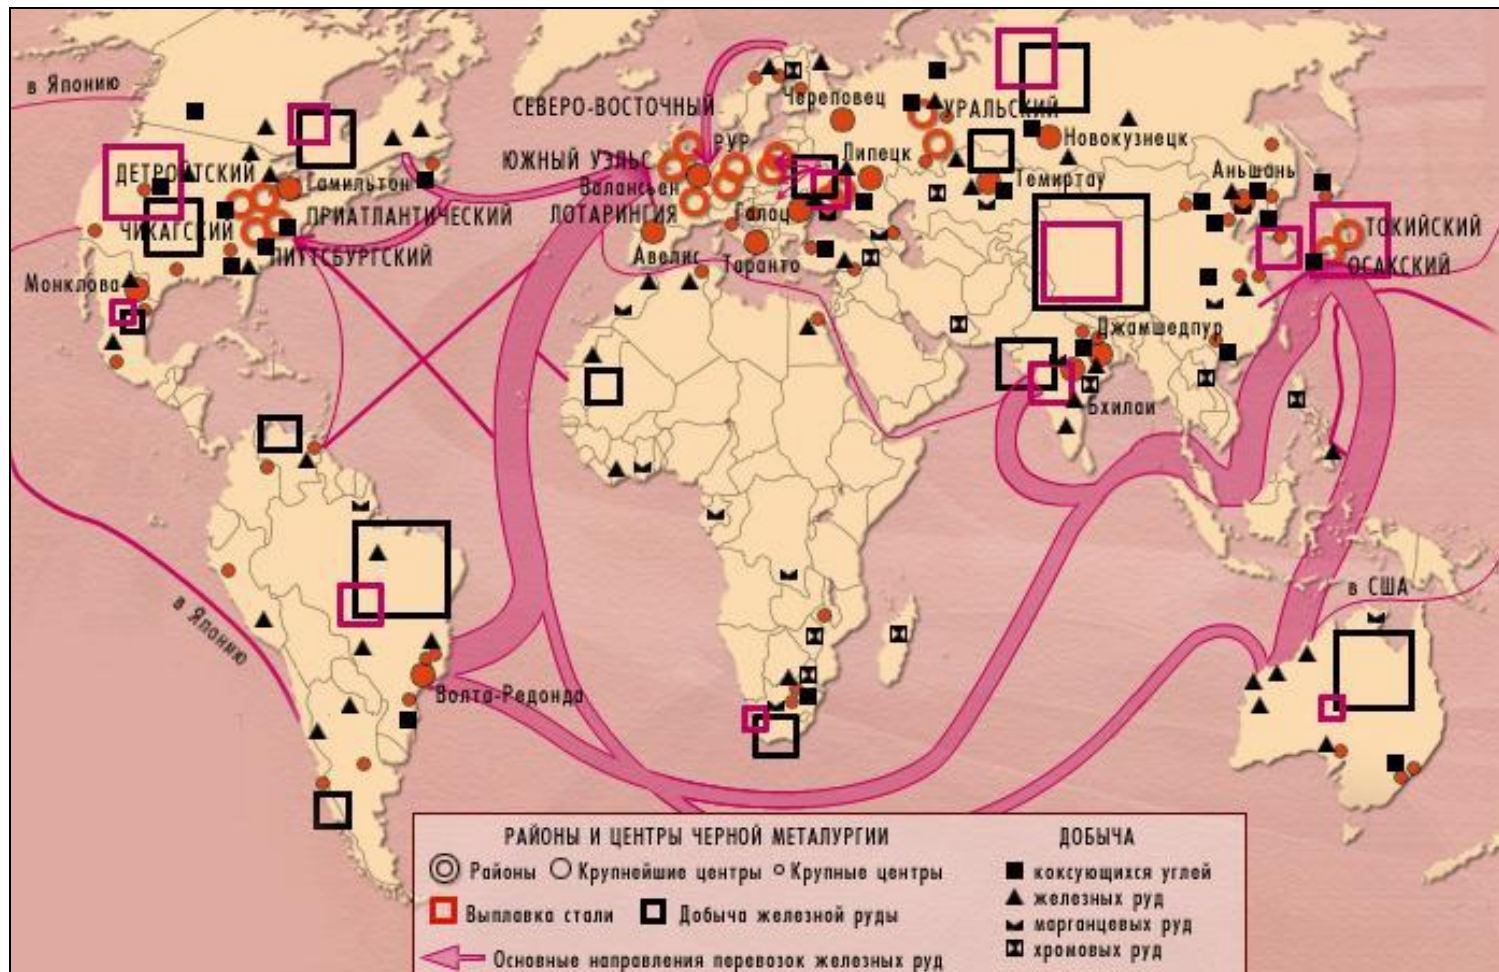 в Японию
СЕВЕРО-ВОСТОЧНЫЙ
Череповец
УРАЛЬСКИЙ
РУР
Новокузнецк
ЮЖНЫЙ УЭЛЬС
Липецк
ДЕТРОЙТСКИЙ
Гамильтон
Валансьен
Темиртау
Аньшань
ПРИАТЛАНТИЧЕСКИЙ
ЛОТАРИНГИЯ
Галац
ЧИКАГСКИЙ
ТОКИЙСКИЙ
ПИТТСБУРГСКИЙ
Авелис
Таранто
ОСАКСКИЙ
Монклова
Джамшедпур
Бхилаи
в США
в Японию
Волта-Редонда
РАЙОНЫ И ЦЕНТРЫ ЧЕРНОЙ МЕТАЛУРГИИ
Районы
Крупнейшие центры
Крупные центры
Выплавка стали
Добыча железной руды
Основные направления перевозок железных руд
ДОБЫЧА
коксующихся углей
железных руд
марганцевых руд
хромовых руд